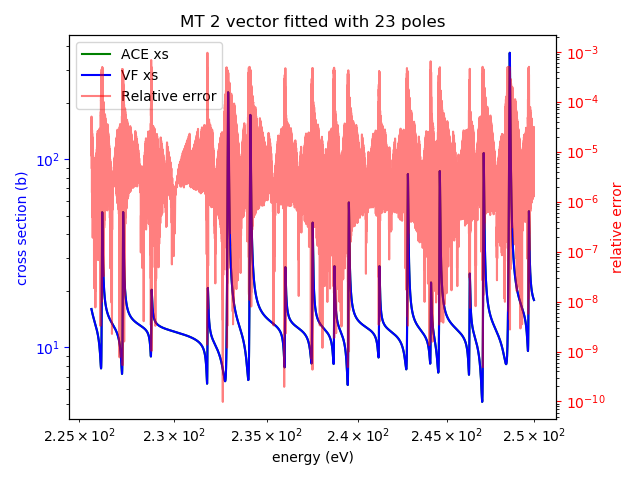 MT 2 vector fitted with 23 poles
ACE xs
VF xs
Relative error
cross section (b)
10²
10¹
relative error
10⁻³
10⁻⁴
10⁻⁵
10⁻⁶
10⁻⁷
10⁻⁸
10⁻⁹
10⁻¹⁰
2.25 × 10² 2.3 × 10² 2.35 × 10² 2.4 × 10² 2.45 × 10² 2.5 × 10²
energy (eV)